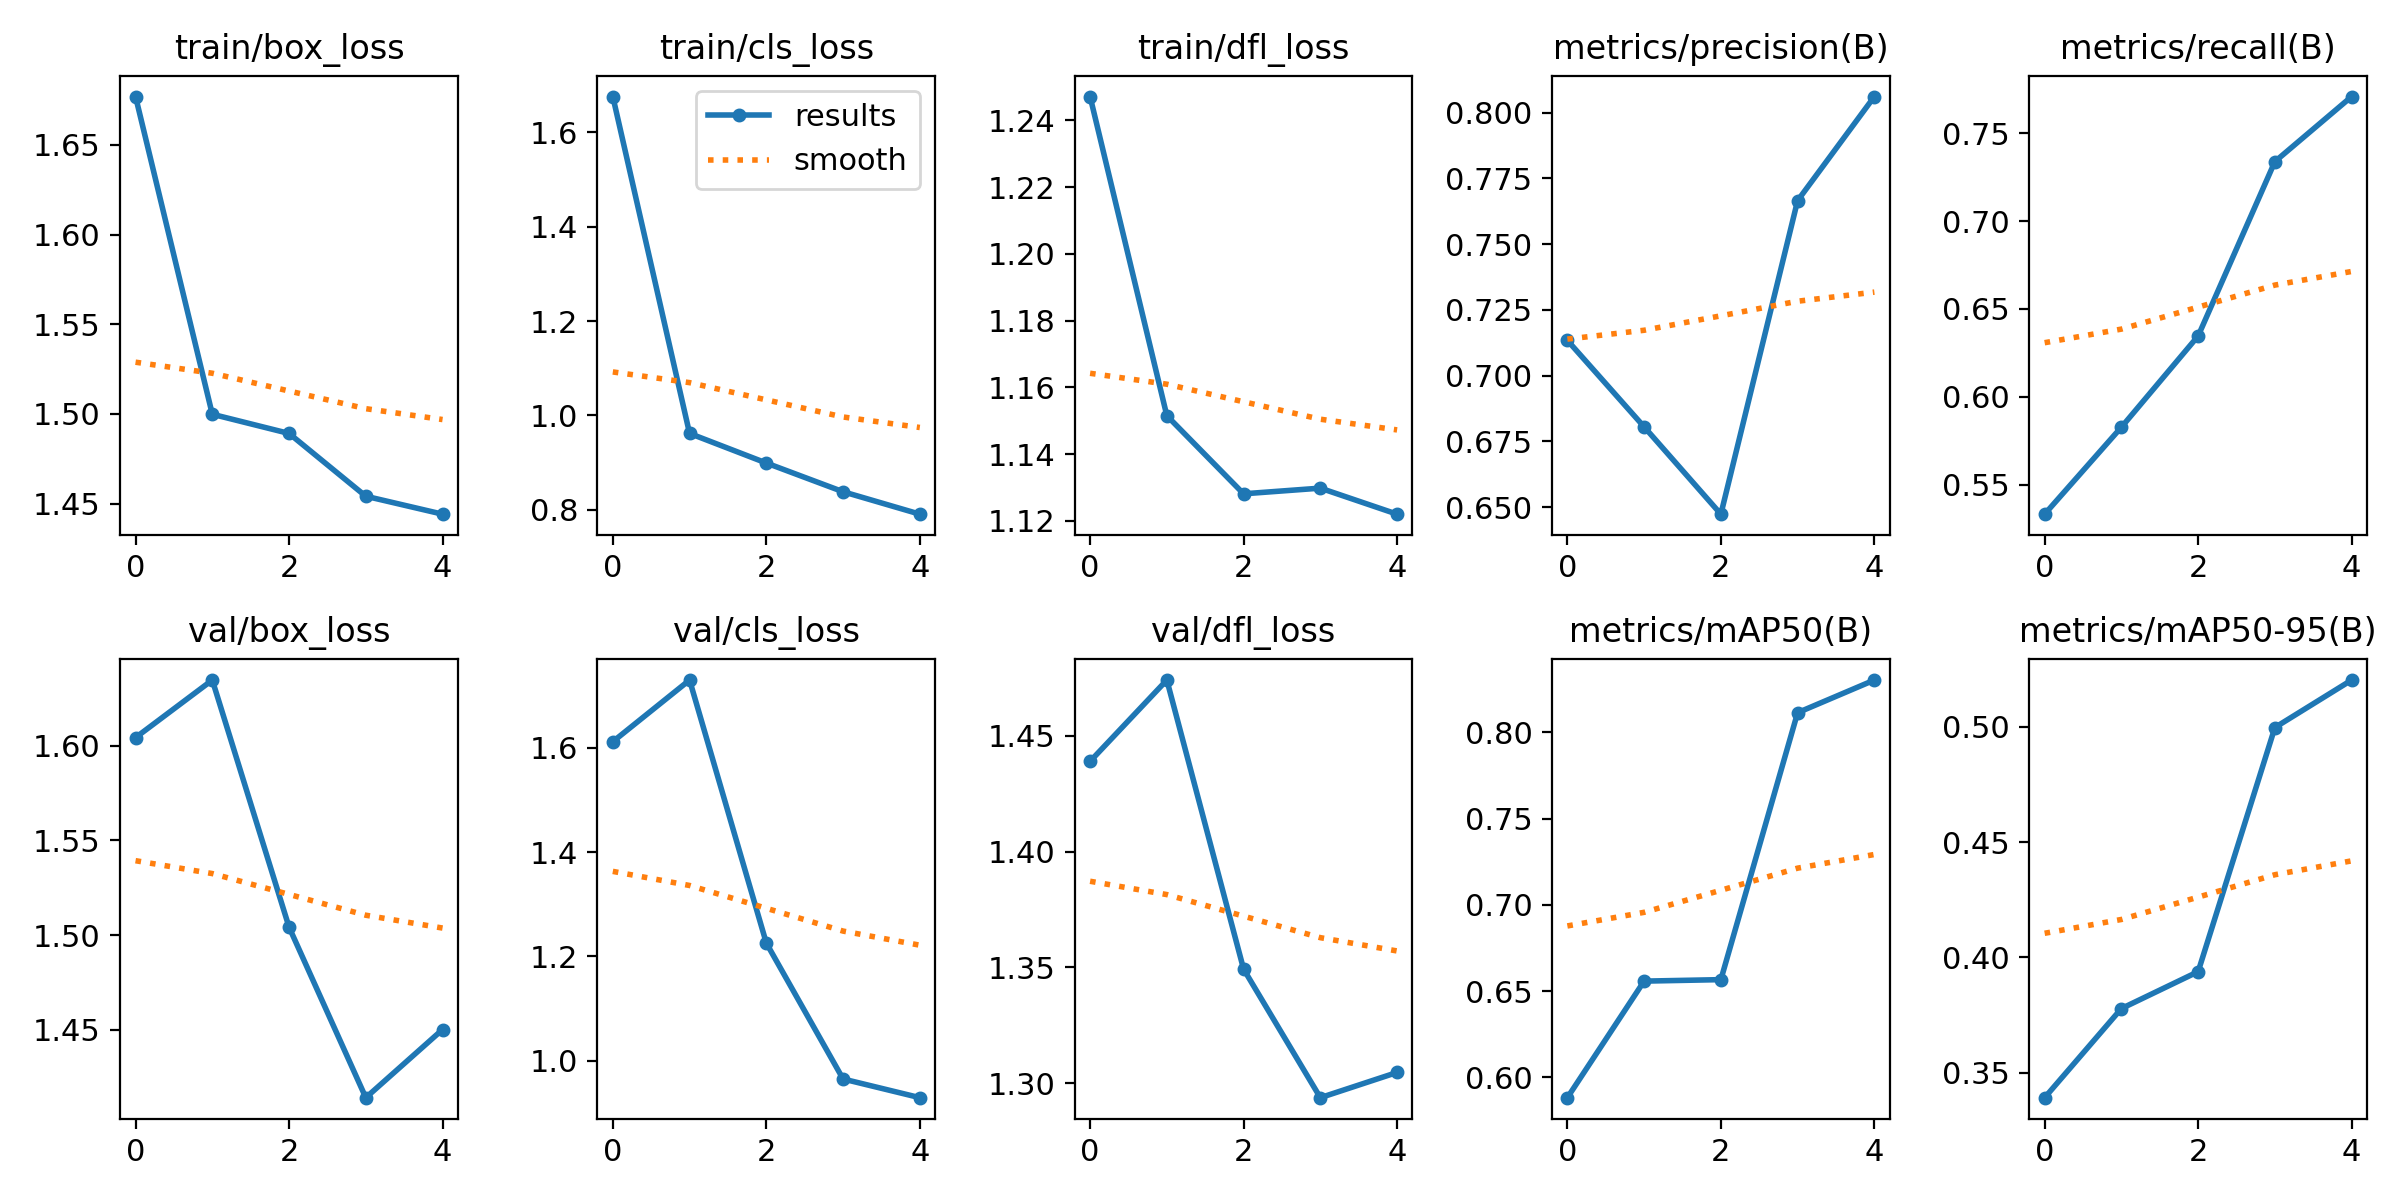 train/box_loss
1.65
1.60
1.55
1.50
1.45
0 2 4
train/cls_loss
results
smooth
1.6
1.4
1.2
1.0
0.8
0 2 4
train/dfl_loss
1.24
1.22
1.20
1.18
1.16
1.14
1.12
0 2 4
metrics/precision(B)
0.800
0.775
0.750
0.725
0.700
0.675
0.650
0 2 4
metrics/recall(B)
0.75
0.70
0.65
0.60
0.55
0 2 4
val/box_loss
1.60
1.55
1.50
1.45
0 2 4
val/cls_loss
1.6
1.4
1.2
1.0
0 2 4
val/dfl_loss
1.45
1.40
1.35
1.30
0 2 4
metrics/mAP50(B)
0.80
0.75
0.70
0.65
0.60
0 2 4
metrics/mAP50-95(B)
0.50
0.45
0.40
0.35
0 2 4